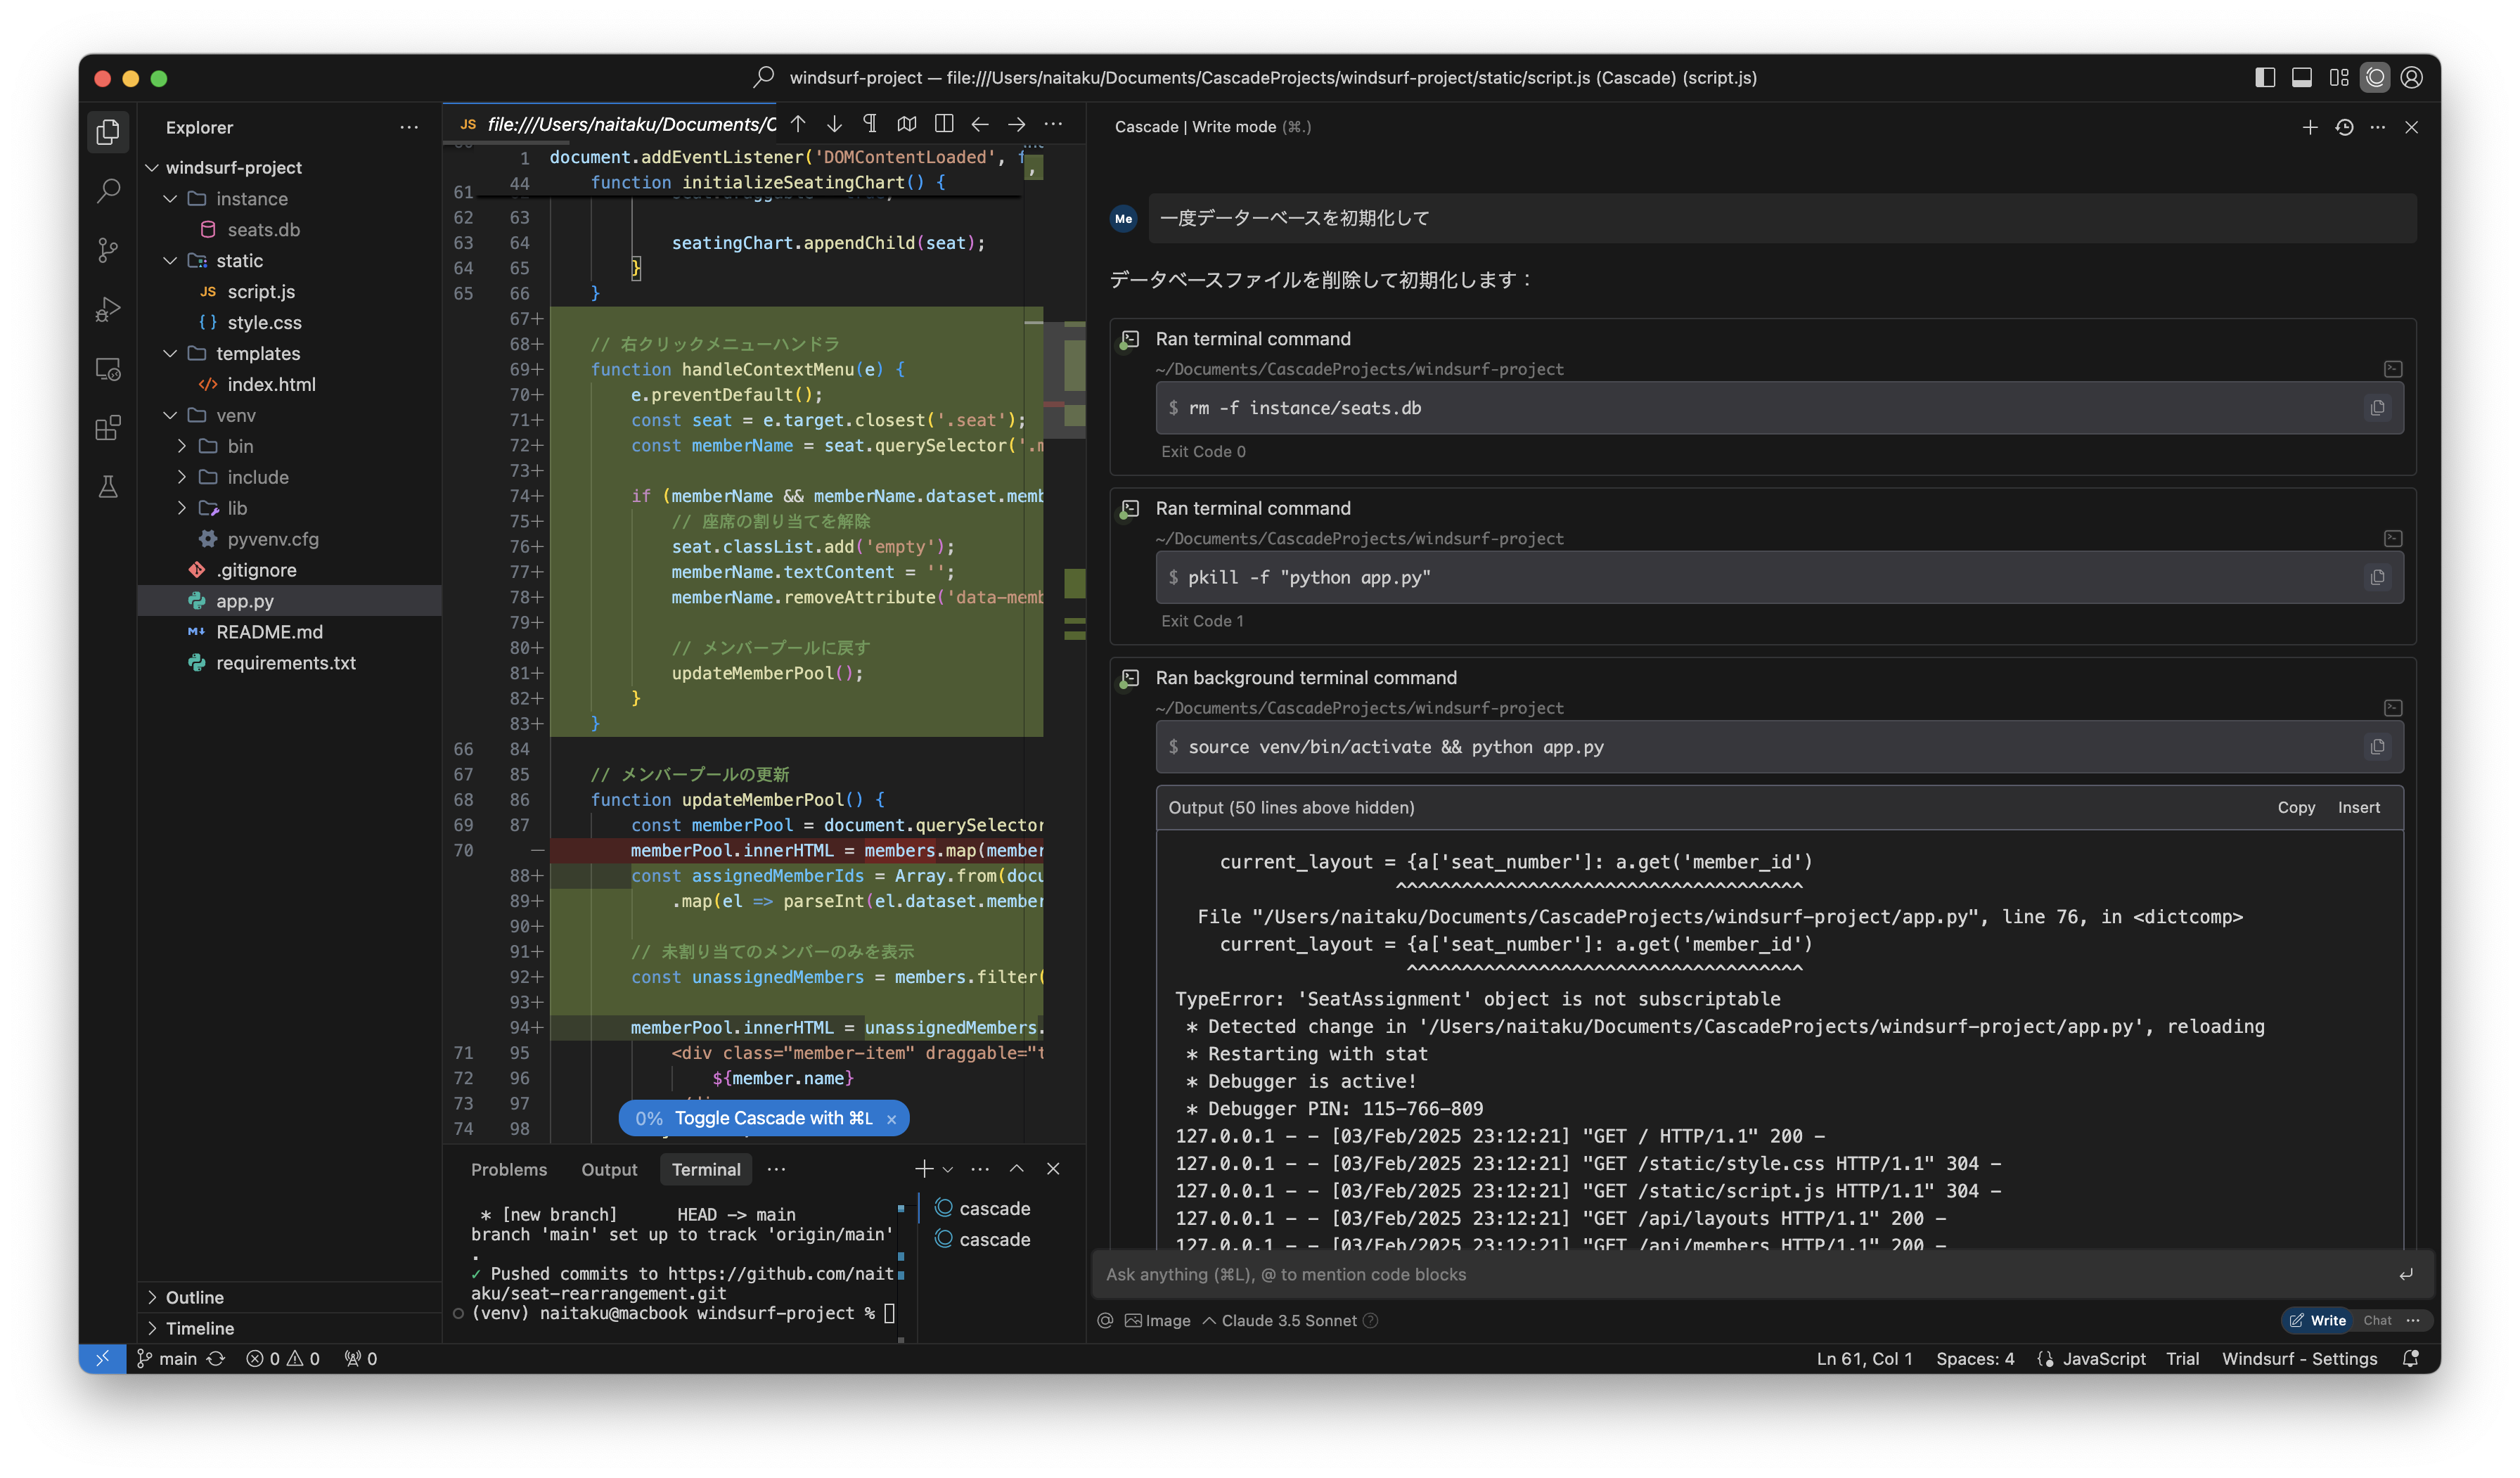 windsurf-project — file:///Users/naitaku/Documents/CascadeProjects/windsurf-project/static/script.js (Cascade) (script.js)
Explorer
windsurf-project
instance
seats.db
static
JS script.js
{ } style.css
templates
</> index.html
venv
bin
include
lib
pyvenv.cfg
.gitignore
app.py
M↓ README.md
requirements.txt
Outline
Timeline
JS file:///Users/naitaku/Documents/C
1 document.addEventListener('DOMContentLoaded', f
44 function initializeSeatingChart() {
61
62 63
63 64 seatingChart.appendChild(seat);
64 65 }
65 66 }
67+
68+ // 右クリックメニューハンドラ
69+ function handleContextMenu(e) {
70+ e.preventDefault();
71+ const seat = e.target.closest('.seat');
72+ const memberName = seat.querySelector('.m
73+
74+ if (memberName && memberName.dataset.memb
75+ // 座席の割り当てを解除
76+ seat.classList.add('empty');
77+ memberName.textContent = '';
78+ memberName.removeAttribute('data-memb
79+
80+ // メンバープールに戻す
81+ updateMemberPool();
82+ }
83+ }
66 84
67 85 // メンバープールの更新
68 86 function updateMemberPool() {
69 87 const memberPool = document.querySelector
70 — memberPool.innerHTML = members.map(member
88+ const assignedMemberIds = Array.from(docu
89+ .map(el => parseInt(el.dataset.member
90+
91+ // 未割り当てのメンバーのみを表示
92+ const unassignedMembers = members.filter(
93+
94+ memberPool.innerHTML = unassignedMembers.
71 95 <div class="member-item" draggable="t
72 96 ${member.name}
73 97
74 98
0% Toggle Cascade with ⌘L ×
Problems Output Terminal
* [new branch] HEAD -> main
branch 'main' set up to track 'origin/main'
.
✓ Pushed commits to https://github.com/nait
aku/seat-rearrangement.git
(venv) naitaku@macbook windsurf-project %
cascade
cascade
Cascade | Write mode (⌘.)
Me 一度データーベースを初期化して
データベースファイルを削除して初期化します：
Ran terminal command
~/Documents/CascadeProjects/windsurf-project
$ rm -f instance/seats.db
Exit Code 0
Ran terminal command
~/Documents/CascadeProjects/windsurf-project
$ pkill -f "python app.py"
Exit Code 1
Ran background terminal command
~/Documents/CascadeProjects/windsurf-project
$ source venv/bin/activate && python app.py
Output (50 lines above hidden) Copy Insert
current_layout = {a['seat_number']: a.get('member_id')
^^^^^^^^^^^^^^^^^^^^^^^^^^^^^^^^^^^^^
File "/Users/naitaku/Documents/CascadeProjects/windsurf-project/app.py", line 76, in <dictcomp>
current_layout = {a['seat_number']: a.get('member_id')
^^^^^^^^^^^^^^^^^^^^^^^^^^^^^^^^^^^^
TypeError: 'SeatAssignment' object is not subscriptable
* Detected change in '/Users/naitaku/Documents/CascadeProjects/windsurf-project/app.py', reloading
* Restarting with stat
* Debugger is active!
* Debugger PIN: 115-766-809
127.0.0.1 - - [03/Feb/2025 23:12:21] "GET / HTTP/1.1" 200 -
127.0.0.1 - - [03/Feb/2025 23:12:21] "GET /static/style.css HTTP/1.1" 304 -
127.0.0.1 - - [03/Feb/2025 23:12:21] "GET /static/script.js HTTP/1.1" 304 -
127.0.0.1 - - [03/Feb/2025 23:12:21] "GET /api/layouts HTTP/1.1" 200 -
127.0.0.1 - - [03/Feb/2025 23:12:21] "GET /api/members HTTP/1.1" 200 -
Ask anything (⌘L), @ to mention code blocks
Image Claude 3.5 Sonnet
Write Chat
main 0 0 0
Ln 61, Col 1 Spaces: 4 JavaScript Trial Windsurf - Settings